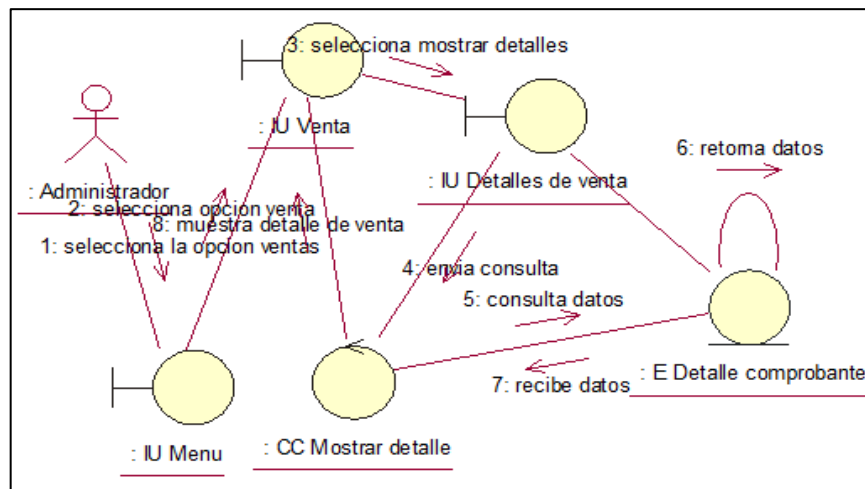 3: selecciona mostrar detalles
: IU Venta
6: retorna datos
: IU Detalles de venta
: Administrador
2: selecciona opcion venta
8: muestra detalle de venta
1: selecciona la opcion ventas
4: envia consulta
5: consulta datos
7: recibe datos
: E Detalle comprobante
: IU Menu
: CC Mostrar detalle